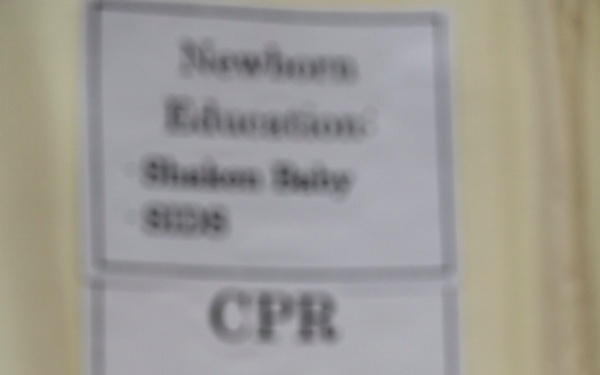 Newborn
Education:
· Shaken Baby
· SIDS
CPR